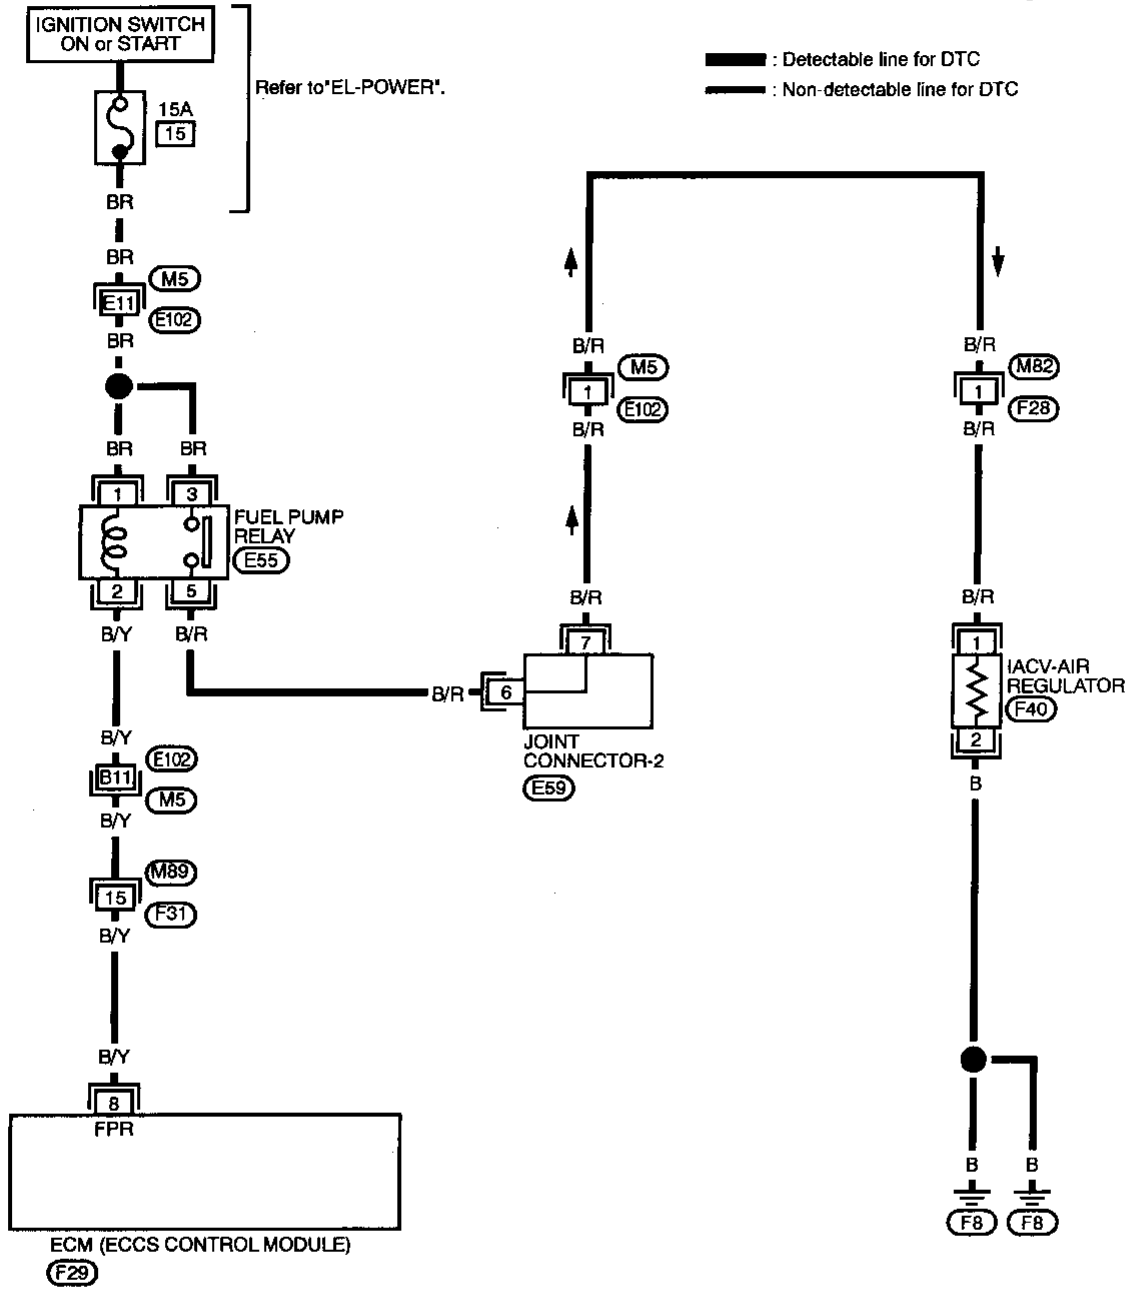 IGNITION SWITCH
ON or START
Refer to "EL-POWER".
15A
15
: Detectable line for DTC
: Non-detectable line for DTC
BR
BR
M5
E11
E102
BR
BR
BR
1
3
FUEL PUMP
RELAY
E55
2
5
B/Y
B/R
B/R
6
7
B/R
JOINT
CONNECTOR-2
E59
B/R
M5
1
E102
B/R
B/R
M82
1
F28
B/R
B/R
1
IACV-AIR
REGULATOR
F40
2
B
B/Y
E102
B11
M5
B/Y
M89
15
F31
B/Y
B/Y
8
FPR
ECM (ECCS CONTROL MODULE)
F29
B
B
F8
F8